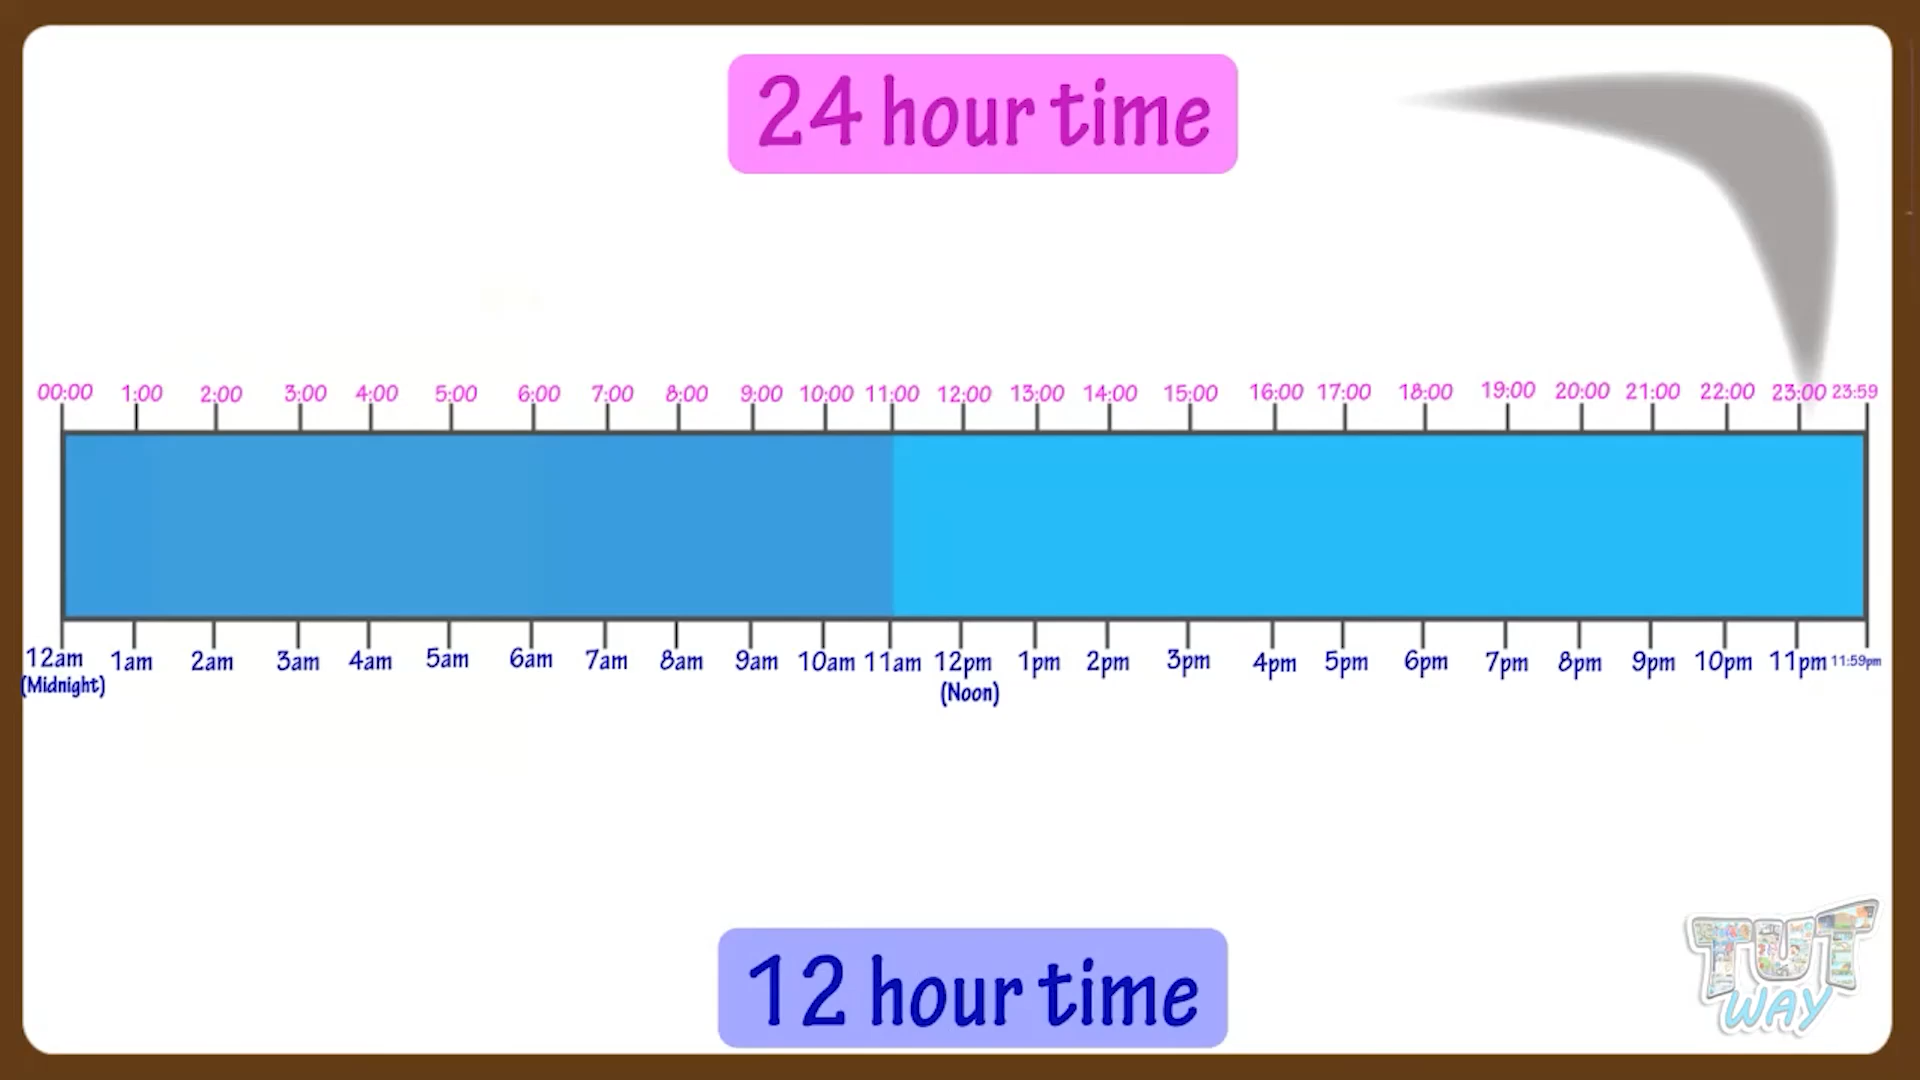 24 hour time
00:00 1:00 2:00 3:00 4:00 5:00 6:00 7:00 8:00 9:00 10:00 11:00 12:00 13:00 14:00 15:00 16:00 17:00 18:00 19:00 20:00 21:00 22:00 23:00 23:59
12am 1am 2am 3am 4am 5am 6am 7am 8am 9am 10am 11am 12pm 1pm 2pm 3pm 4pm 5pm 6pm 7pm 8pm 9pm 10pm 11pm 11:59pm
(Midnight) (Noon)
12 hour time
TUT
WAY